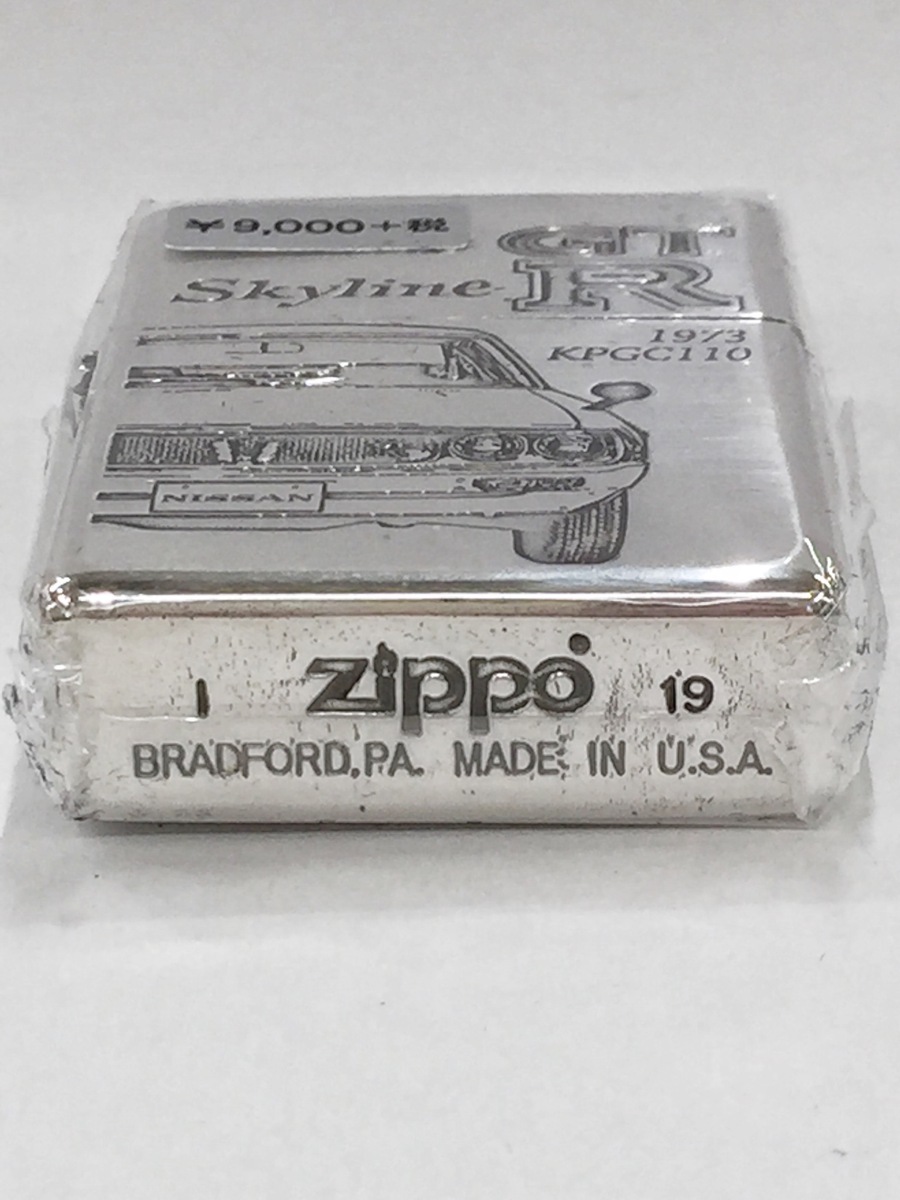 ¥9,000+税
GT
Skyline R
1973
KPGC110
NISSAN
I zippo 19
BRADFORD,PA. MADE IN U.S.A.